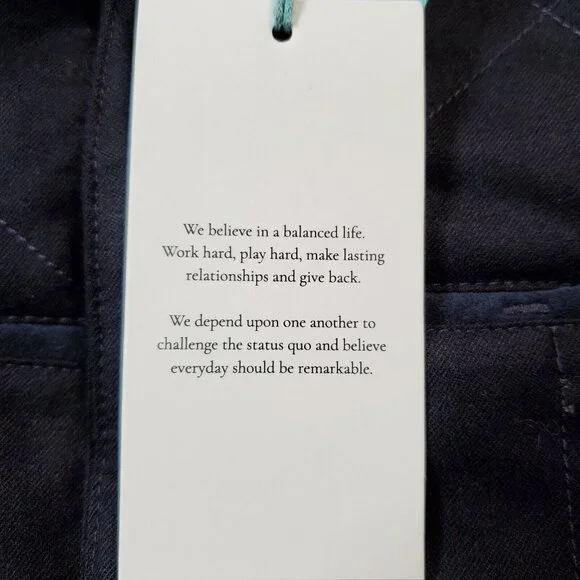 We believe in a balanced life.
Work hard, play hard, make lasting
relationships and give back.
We depend upon one another to
challenge the status quo and believe
everyday should be remarkable.